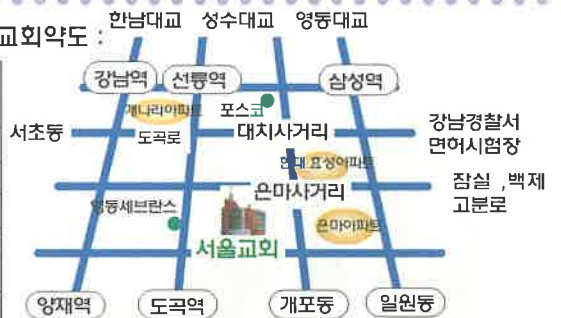 교회약도 :
한남대교 성수대교 영동대교
강남역 선릉역 삼성역
개나리아파트 포스코
서초동 도곡로 대치사거리
강남경찰서
면허시험장
현대 효성아파트
은마사거리
잠실 ,백제
고분로
영동세브란스
은마아파트
서울교회
양재역 도곡역 개포동 일원동